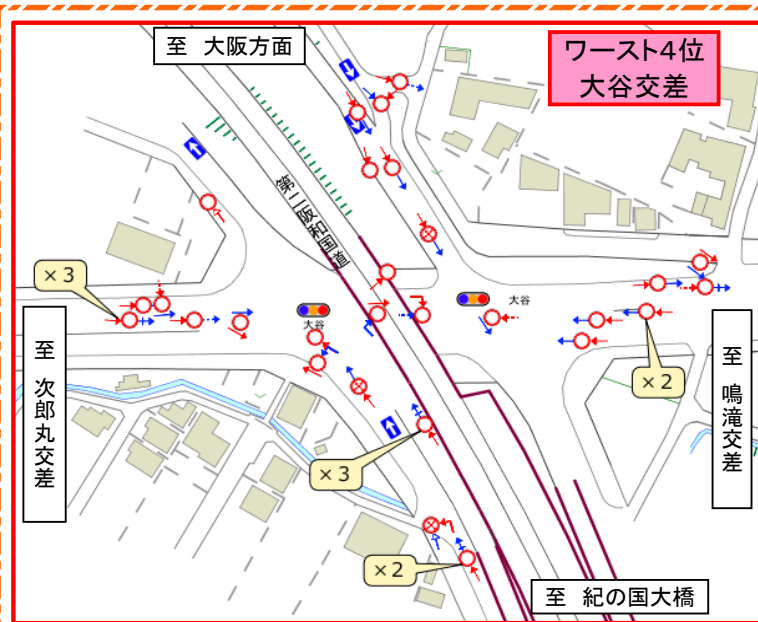 至 大阪方面
ワースト4位
大谷交差
第二阪和国道
×3
大谷
大谷
至 次郎丸交差
×2
至 鳴滝交差
×3
×2
至 紀の国大橋